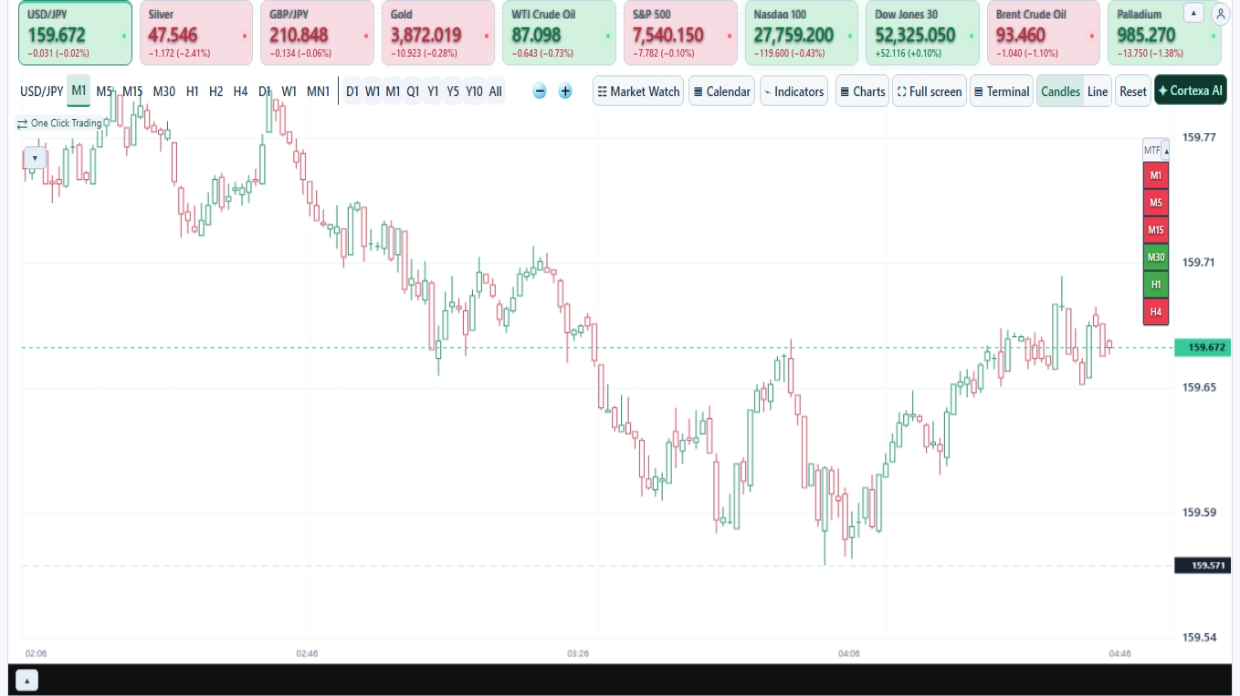 USD/JPY
159.672
−0.031 (−0.02%)
Silver
47.546
−1.172 (−2.41%)
GBP/JPY
210.848
−0.134 (−0.06%)
Gold
3,872.019
−10.923 (−0.28%)
WTI Crude Oil
87.098
−0.643 (−0.73%)
S&P 500
7,540.150
−7.782 (−0.10%)
Nasdaq 100
27,759.200
−119.600 (−0.43%)
Dow Jones 30
52,325.050
+52.116 (+0.10%)
Brent Crude Oil
93.460
−1.040 (−1.10%)
Palladium
985.270
−13.750 (−1.38%)
USD/JPY M1 M5 M15 M30 H1 H2 H4 D1 W1 MN1 D1 W1 M1 Q1 Y1 Y5 Y10 All Market Watch Calendar Indicators Charts Full screen Terminal Candles Line Reset Cortexa AI
One Click Trading
MTF
M1
M5
M15
M30
H1
H4
159.77
159.71
159.672
159.65
159.59
159.571
159.54
02:06 02:46 03:26 04:06 04:46